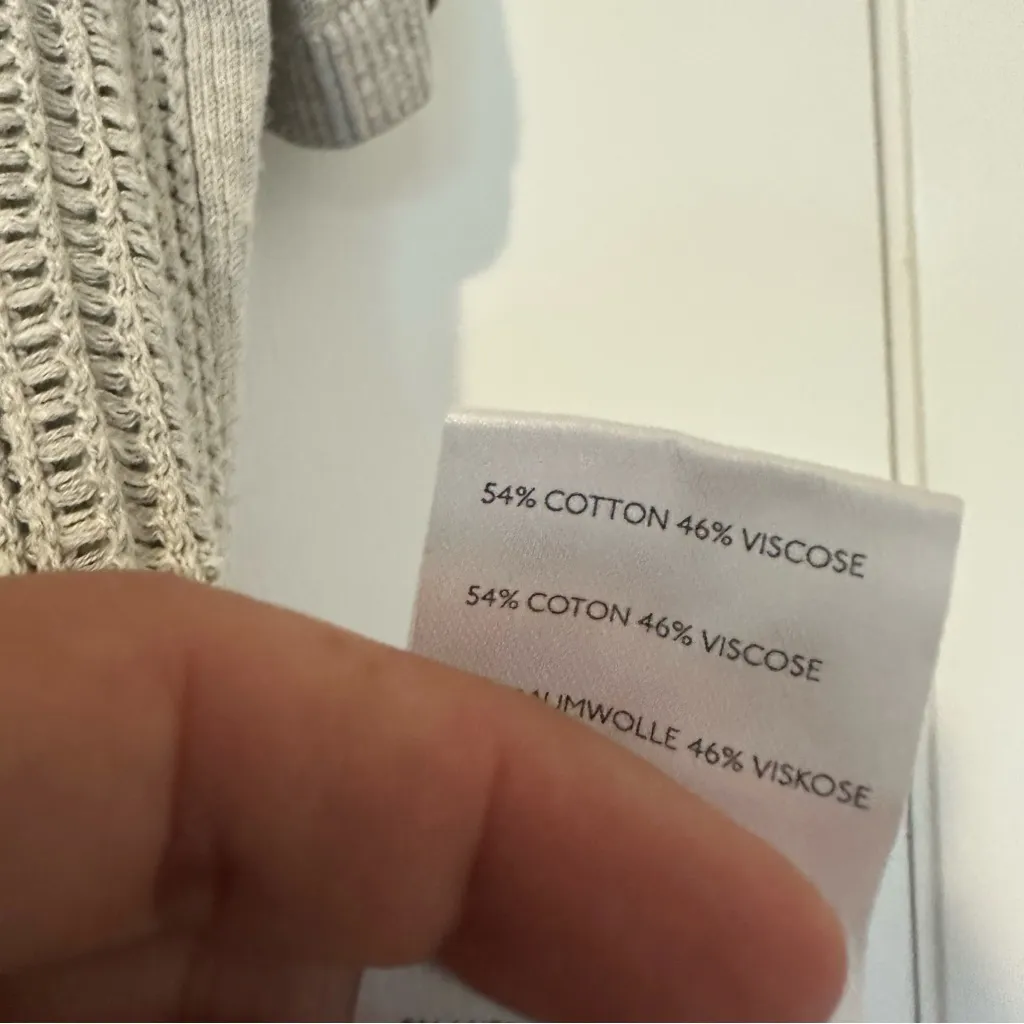 54% COTTON 46% VISCOSE
54% COTON 46% VISCOSE
46% VISKOSE